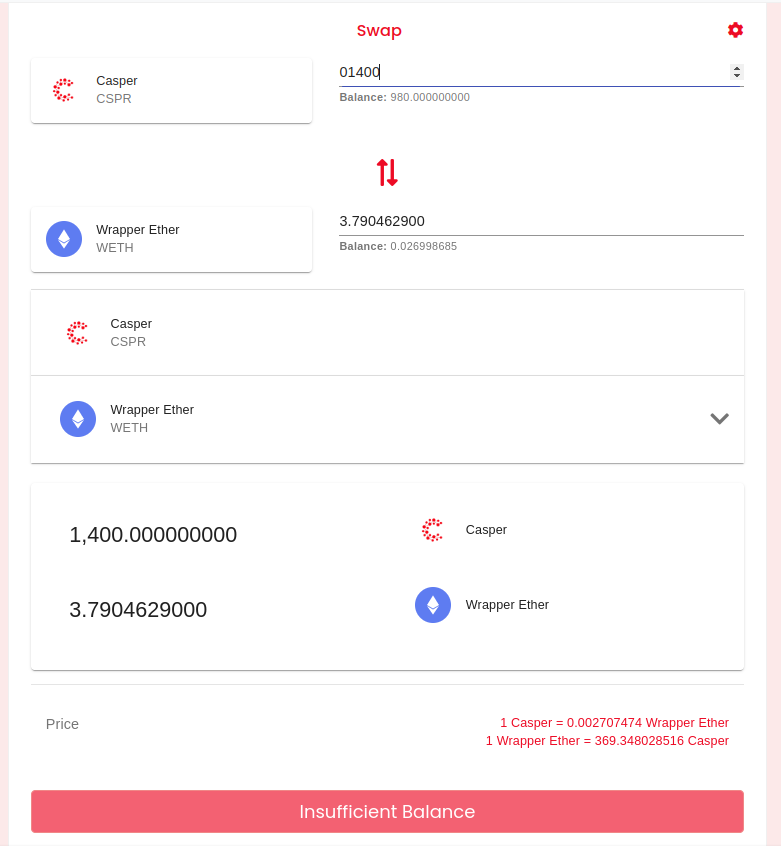 Swap
Casper
CSPR
01400
Balance: 980.000000000
Wrapper Ether
WETH
3.790462900
Balance: 0.026998685
Casper
CSPR
Wrapper Ether
WETH
1,400.000000000
Casper
3.7904629000
Wrapper Ether
Price
1 Casper = 0.002707474 Wrapper Ether
1 Wrapper Ether = 369.348028516 Casper
Insufficient Balance